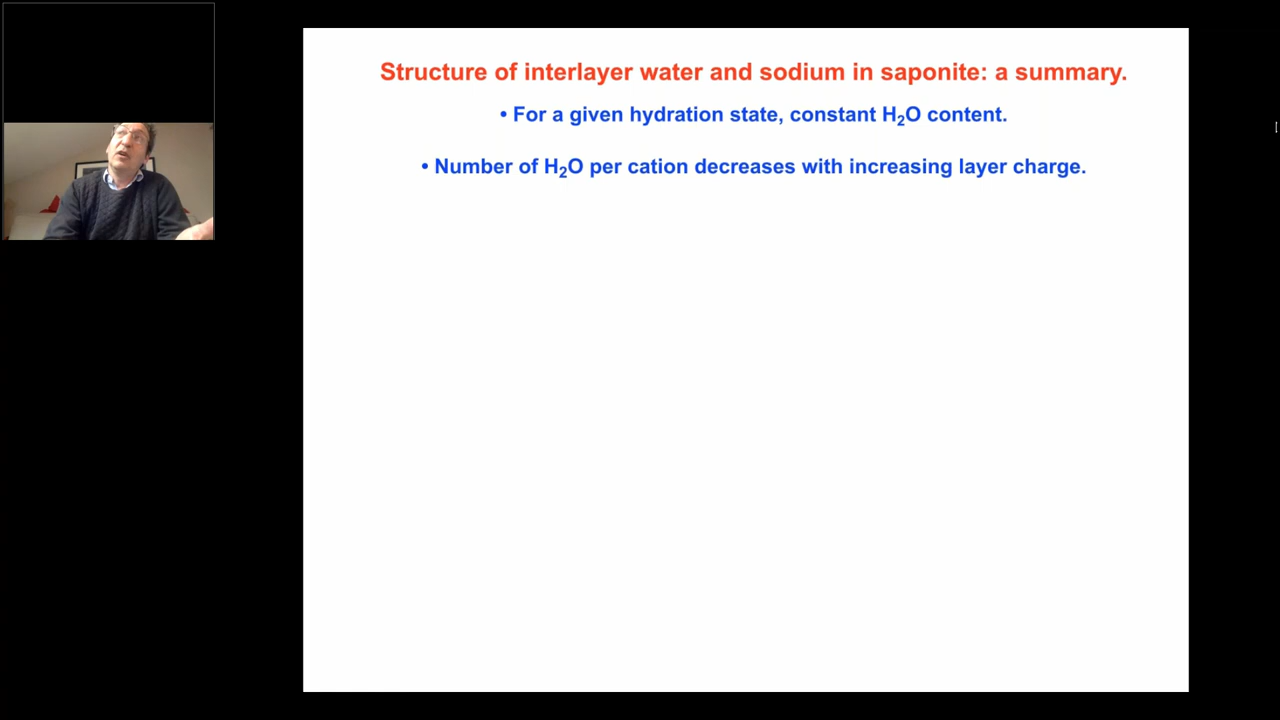 Structure of interlayer water and sodium in saponite: a summary.
• For a given hydration state, constant H₂O content.
• Number of H₂O per cation decreases with increasing layer charge.